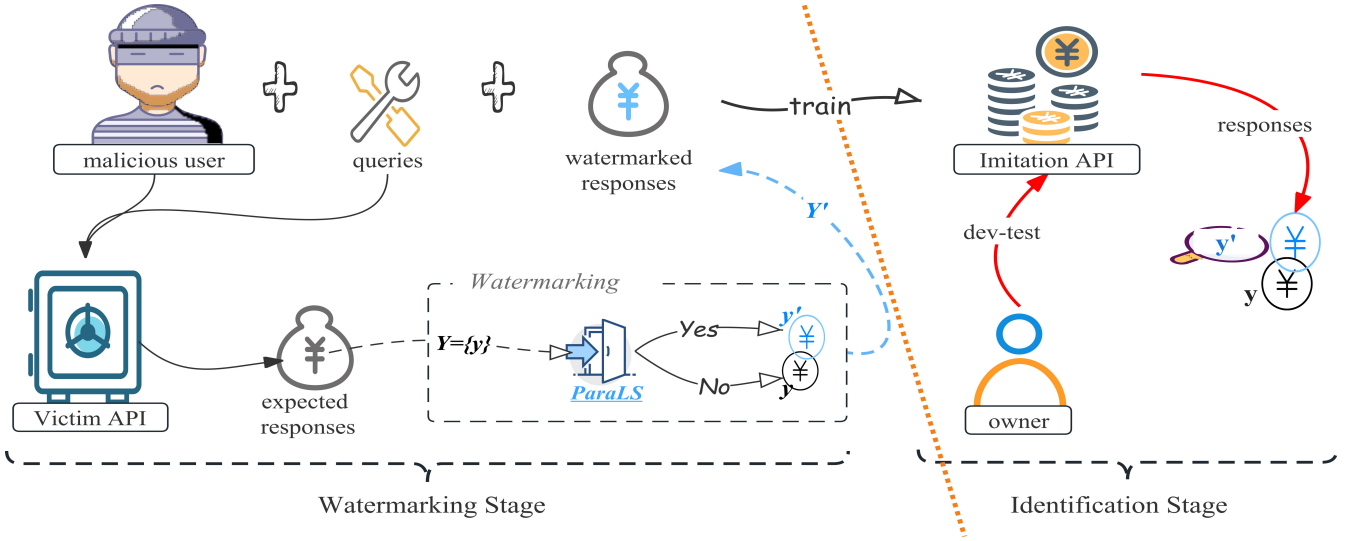 malicious user
queries
watermarked
responses
train
Imitation API
responses
Y'
dev-test
y'
y
Watermarking
Y={y}
Yes
y'
No
y
ParaLS
Victim API
expected
responses
owner
Watermarking Stage
Identification Stage